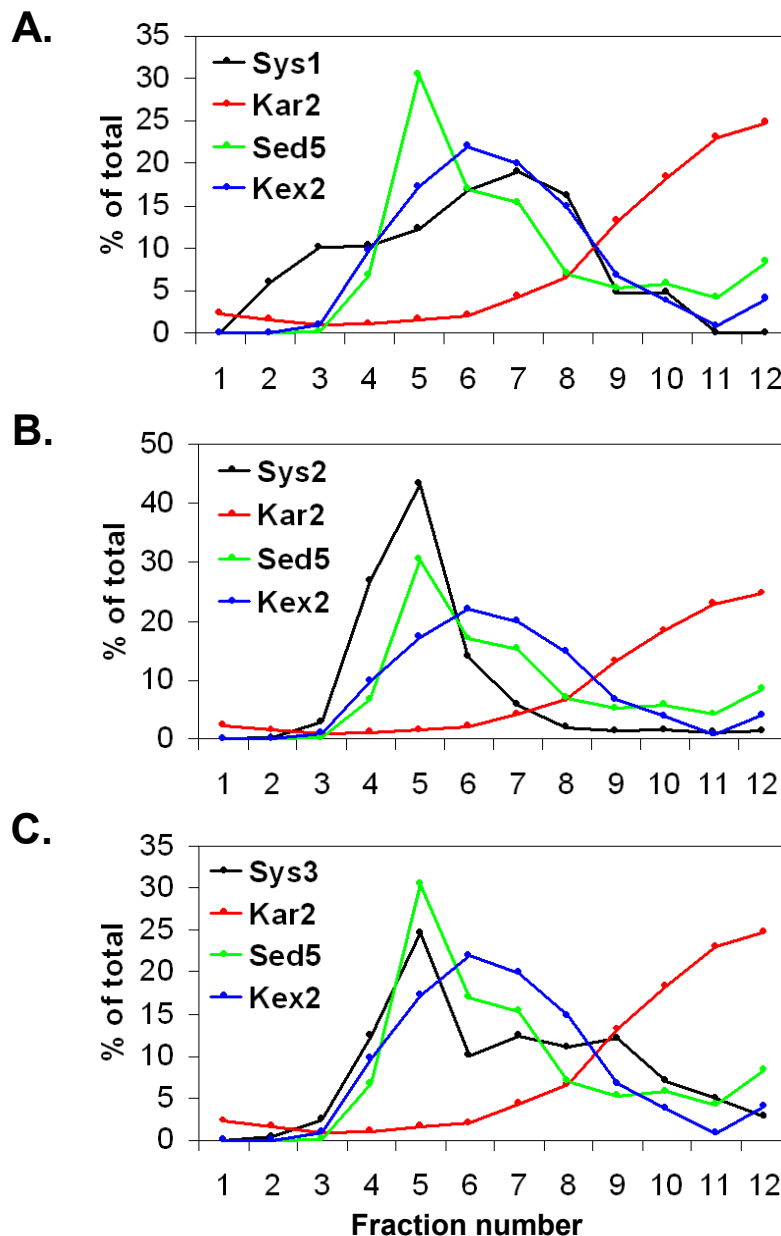 A.
35
30
25
20
15
10
5
0
% of total
Sys1
Kar2
Sed5
Kex2
1 2 3 4 5 6 7 8 9 10 11 12
B.
50
40
30
20
10
0
% of total
Sys2
Kar2
Sed5
Kex2
1 2 3 4 5 6 7 8 9 10 11 12
C.
35
30
25
20
15
10
5
0
% of total
Sys3
Kar2
Sed5
Kex2
1 2 3 4 5 6 7 8 9 10 11 12
Fraction number